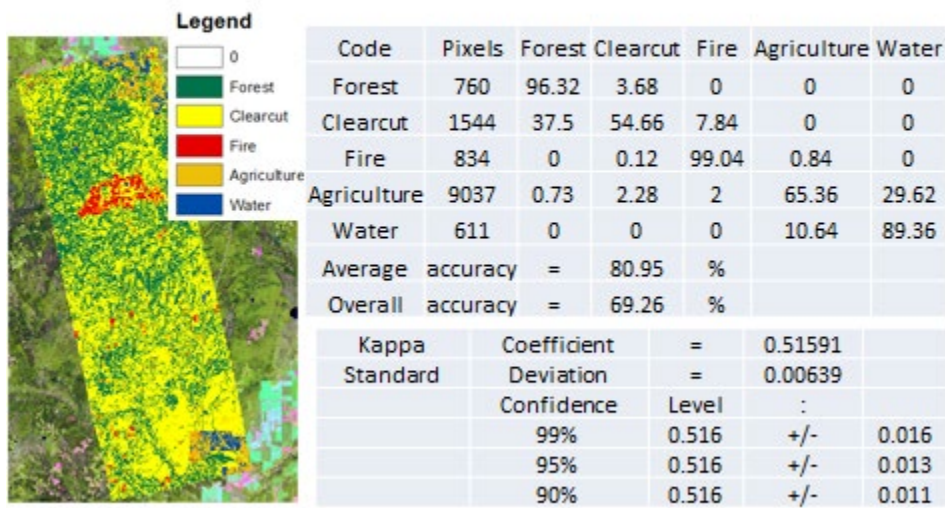 Legend
0
Forest
Clearcut
Fire
Agriculture
Water
Code Pixels Forest Clearcut Fire Agriculture Water
Forest 760 96.32 3.68 0 0 0
Clearcut 1544 37.5 54.66 7.84 0 0
Fire 834 0 0.12 99.04 0.84 0
Agriculture 9037 0.73 2.28 2 65.36 29.62
Water 611 0 0 0 10.64 89.36
Average accuracy = 80.95 %
Overall accuracy = 69.26 %
Kappa Coefficient = 0.51591
Standard Deviation = 0.00639
Confidence Level :
99% 0.516 +/- 0.016
95% 0.516 +/- 0.013
90% 0.516 +/- 0.011